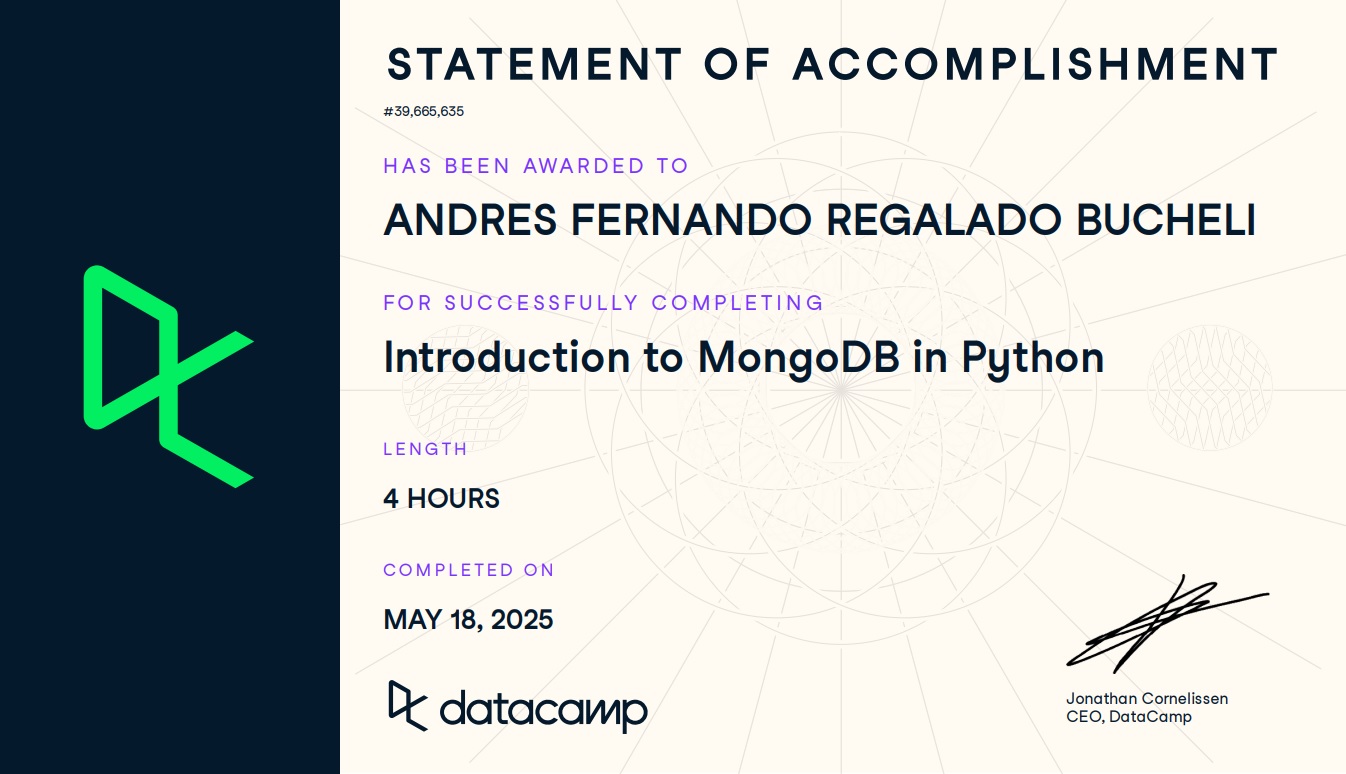 STATEMENT OF ACCOMPLISHMENT
#39,665,635
HAS BEEN AWARDED TO
ANDRES FERNANDO REGALADO BUCHELI
FOR SUCCESSFULLY COMPLETING
Introduction to MongoDB in Python
LENGTH
4 HOURS
COMPLETED ON
MAY 18, 2025
datacamp
Jonathan Cornelissen
CEO, DataCamp